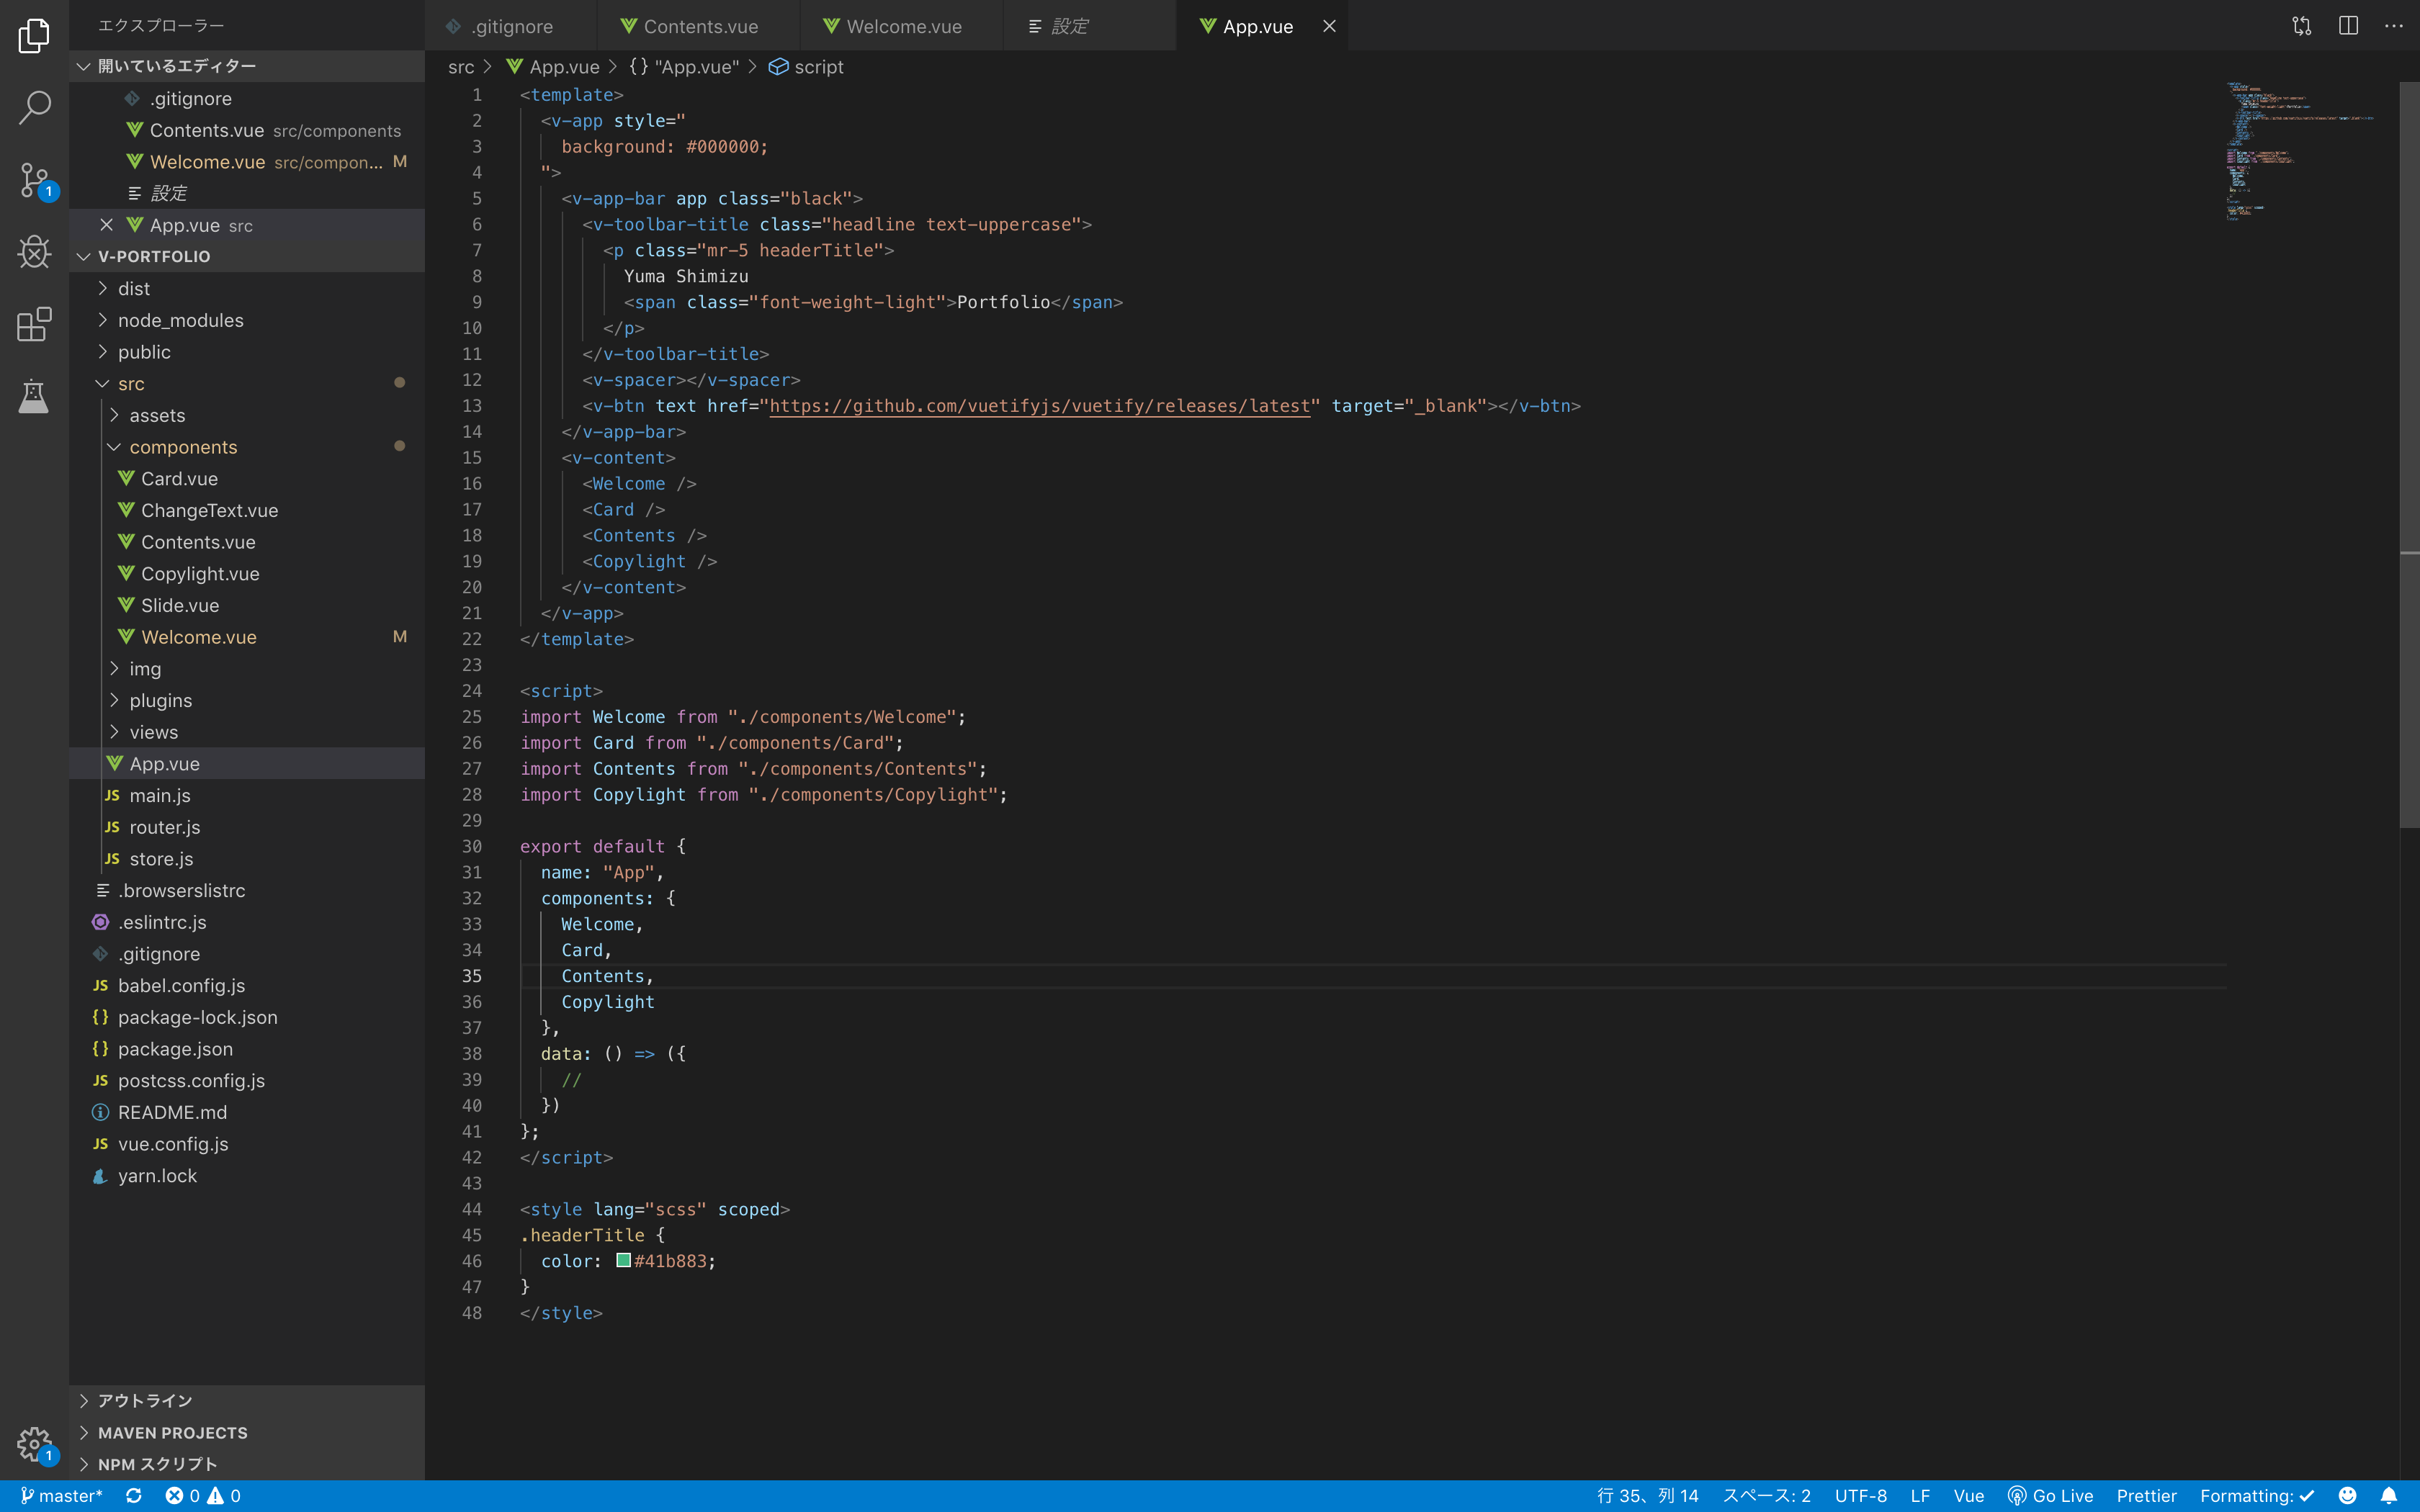 エクスプローラー
開いているエディター
.gitignore
Contents.vue src/components
Welcome.vue src/compon... M
設定
App.vue src
V-PORTFOLIO
dist
node_modules
public
src
assets
components
Card.vue
ChangeText.vue
Contents.vue
Copylight.vue
Slide.vue
Welcome.vue M
img
plugins
views
App.vue
JS main.js
JS router.js
JS store.js
.browserslistrc
.eslintrc.js
.gitignore
JS babel.config.js
{} package-lock.json
{} package.json
JS postcss.config.js
README.md
JS vue.config.js
yarn.lock
アウトライン
MAVEN PROJECTS
NPM スクリプト
1
1
.gitignore Contents.vue Welcome.vue 設定 App.vue
src > App.vue > {} "App.vue" > script
1 <template>
2 <v-app style="
3 background: #000000;
4 ">
5 <v-app-bar app class="black">
6 <v-toolbar-title class="headline text-uppercase">
7 <p class="mr-5 headerTitle">
8 Yuma Shimizu
9 <span class="font-weight-light">Portfolio</span>
10 </p>
11 </v-toolbar-title>
12 <v-spacer></v-spacer>
13 <v-btn text href="https://github.com/vuetifyjs/vuetify/releases/latest" target="_blank"></v-btn>
14 </v-app-bar>
15 <v-content>
16 <Welcome />
17 <Card />
18 <Contents />
19 <Copylight />
20 </v-content>
21 </v-app>
22 </template>
23
24 <script>
25 import Welcome from "./components/Welcome";
26 import Card from "./components/Card";
27 import Contents from "./components/Contents";
28 import Copylight from "./components/Copylight";
29
30 export default {
31 name: "App",
32 components: {
33 Welcome,
34 Card,
35 Contents,
36 Copylight
37 },
38 data: () => ({
39 //
40 })
41 };
42 </script>
43
44 <style lang="scss" scoped>
45 .headerTitle {
46 color: #41b883;
47 }
48 </style>
master* 0 0 行 35、列 14 スペース: 2 UTF-8 LF Vue Go Live Prettier Formatting: ✓